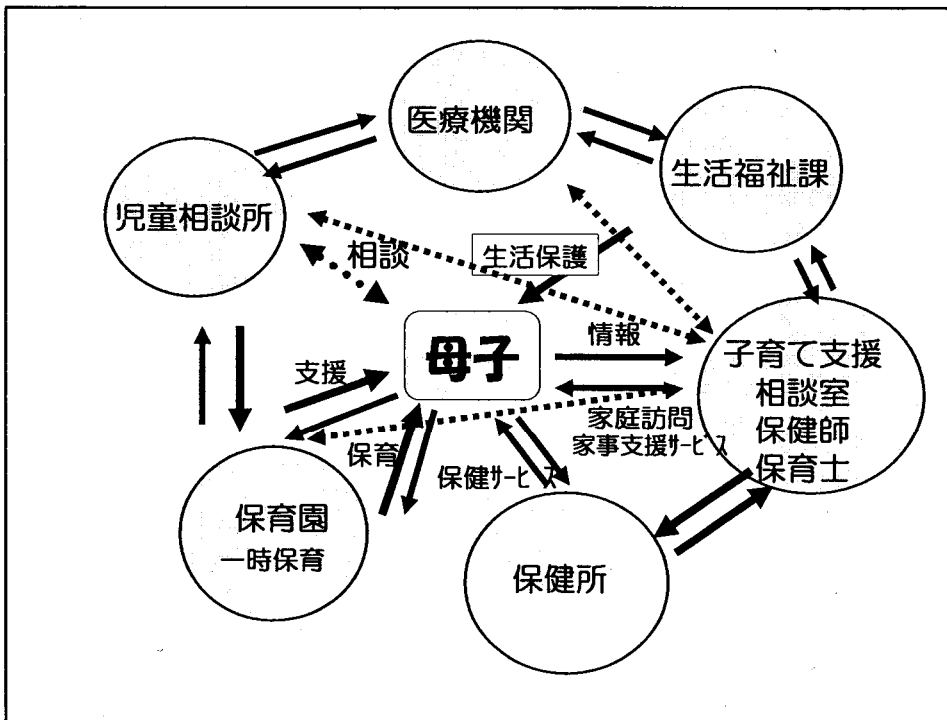 医療機関
生活福祉課
児童相談所
相談
生活保護
母子
情報
子育て支援
相談室
保健師
保育士
支援
家庭訪問
家事支援サービス
保育
保健サービス
保育園
一時保育
保健所